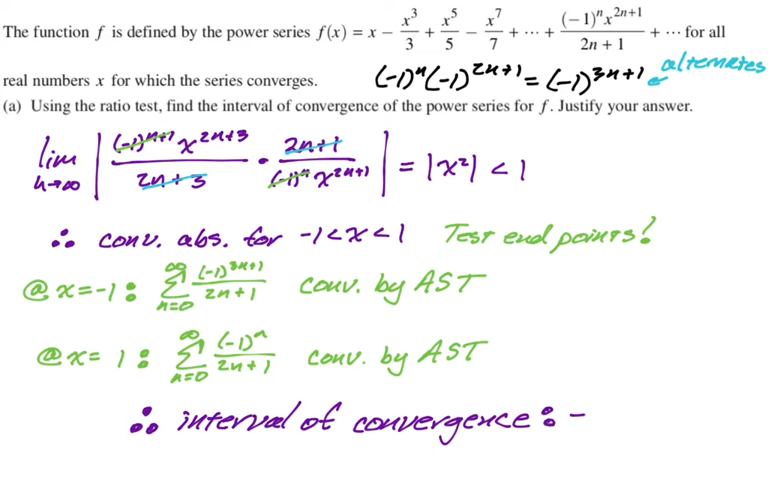 The function f is defined by the power series f(x) = x − x³/3 + x⁵/5 − x⁷/7 + ⋯ + (−1)ⁿx²ⁿ⁺¹/(2n + 1) + ⋯ for all
real numbers x for which the series converges. (-1)ⁿ(-1)²ⁿ⁺¹ = (-1)³ⁿ⁺¹ ← alternates
(a) Using the ratio test, find the interval of convergence of the power series for f. Justify your answer.
lim n→∞ | (-1)ⁿ⁺¹ x²ⁿ⁺³/(2n+3) · (2n+1)/((-1)ⁿ x²ⁿ⁺¹) | = |x²| < 1
∴ conv. abs. for -1 < x < 1 Test end points!
@ x = -1 : ∞ Σ n=0 (-1)³ⁿ⁺¹/(2n+1) conv. by AST
@ x = 1 : ∞ Σ n=0 (-1)ⁿ/(2n+1) conv. by AST
∴ interval of convergence : -